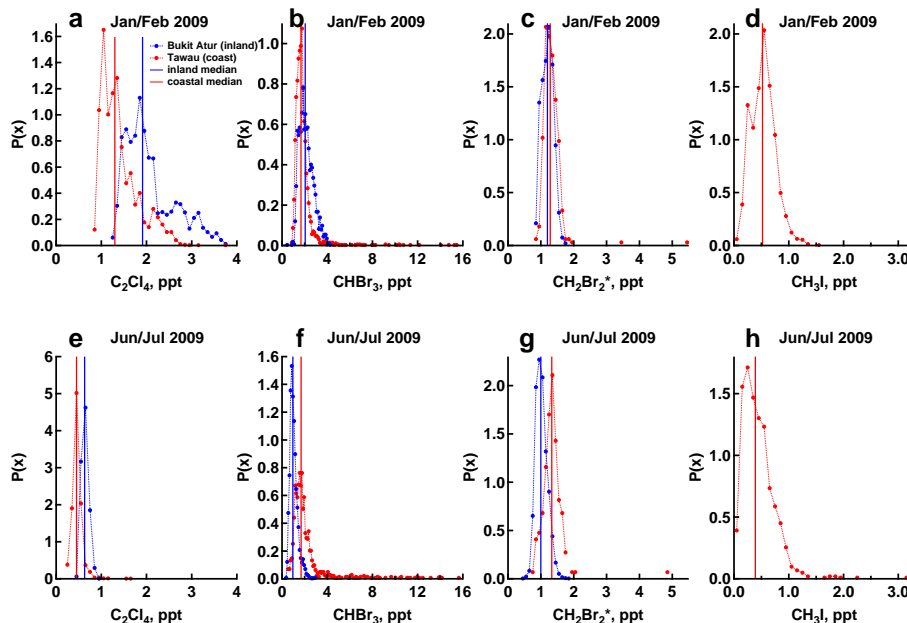 a Jan/Feb 2009
b Jan/Feb 2009
c Jan/Feb 2009
d Jan/Feb 2009
Bukit Atur (inland)
Tawau (coast)
inland median
coastal median
P(x)
1.6
1.4
1.2
1.0
0.8
0.6
0.4
0.2
0.0
0 1 2 3 4
C₂Cl₄, ppt
P(x)
1.0
0.8
0.6
0.4
0.2
0.0
0 4 8 12 16
CHBr₃, ppt
P(x)
2.0
1.5
1.0
0.5
0.0
0 1 2 3 4 5
CH₂Br₂*, ppt
P(x)
2.0
1.5
1.0
0.5
0.0
0.0 1.0 2.0 3.0
CH₃I, ppt
e Jun/Jul 2009
f Jun/Jul 2009
g Jun/Jul 2009
h Jun/Jul 2009
P(x)
6
5
4
3
2
1
0
0 1 2 3 4
C₂Cl₄, ppt
P(x)
1.6
1.4
1.2
1.0
0.8
0.6
0.4
0.2
0.0
0 4 8 12 16
CHBr₃, ppt
P(x)
2.0
1.5
1.0
0.5
0.0
0 1 2 3 4 5
CH₂Br₂*, ppt
P(x)
1.5
1.0
0.5
0.0
0.0 1.0 2.0 3.0
CH₃I, ppt